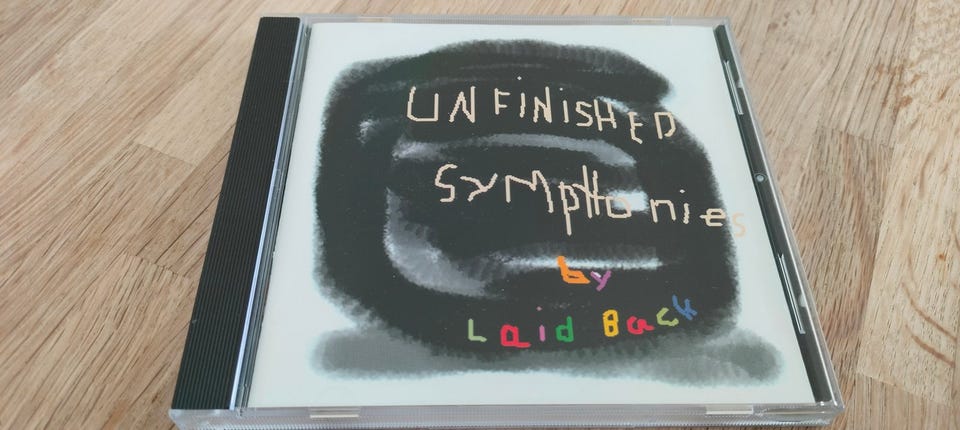 UNFiNiSHED
SyMpHonies
by
Laid Back